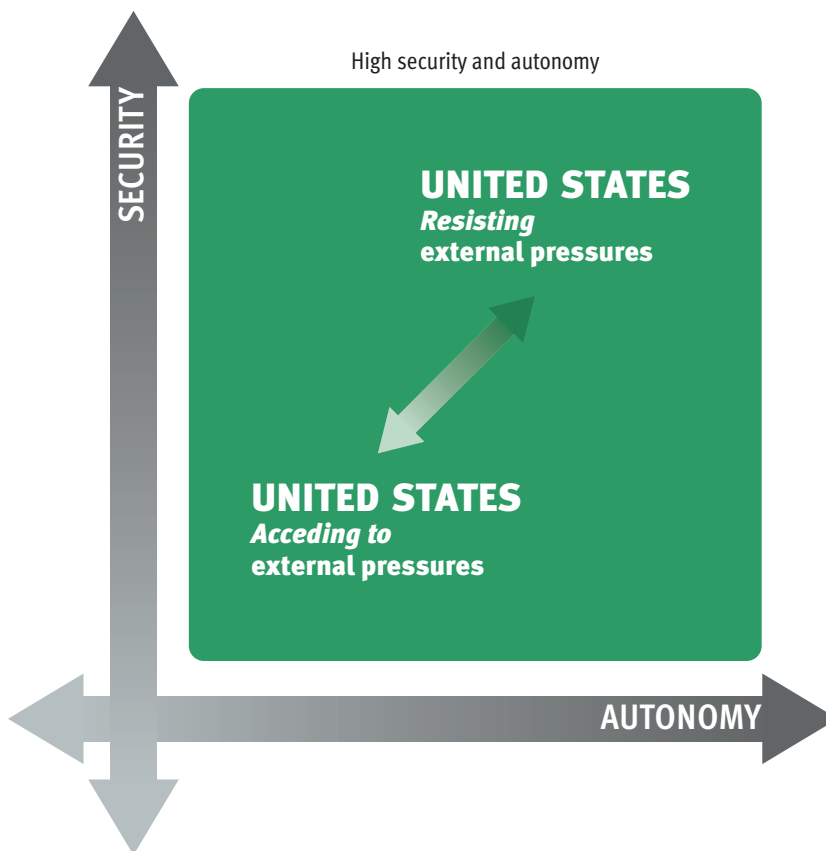 High security and autonomy
SECURITY
UNITED STATES
Resisting
external pressures
UNITED STATES
Acceding to
external pressures
AUTONOMY